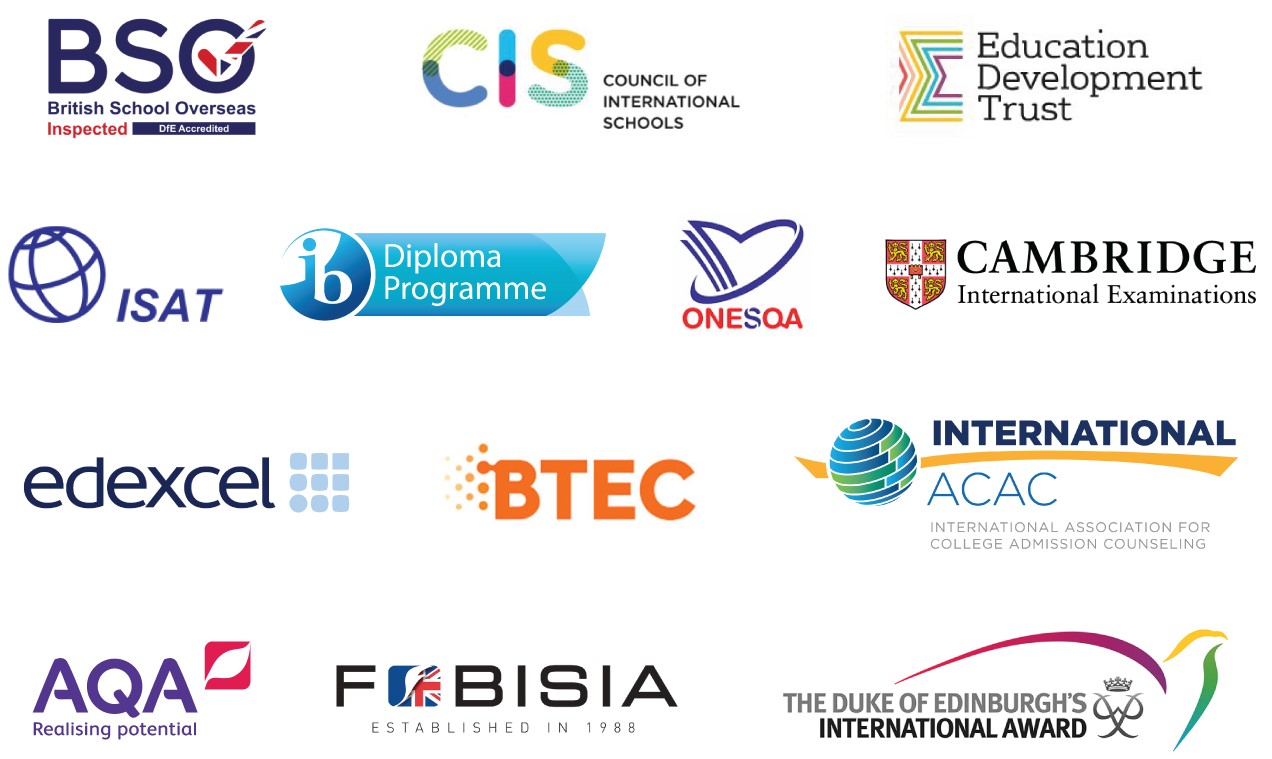 BSO
British School Overseas
Inspected DfE Accredited
CIS
COUNCIL OF
INTERNATIONAL
SCHOOLS
Education
Development
Trust
ISAT
ib
Diploma
Programme
ONESQA
CAMBRIDGE
International Examinations
edexcel
BTEC
INTERNATIONAL
ACAC
INTERNATIONAL ASSOCIATION FOR
COLLEGE ADMISSION COUNSELING
AQA
Realising potential
FOBISIA
ESTABLISHED IN 1988
THE DUKE OF EDINBURGH'S
INTERNATIONAL AWARD